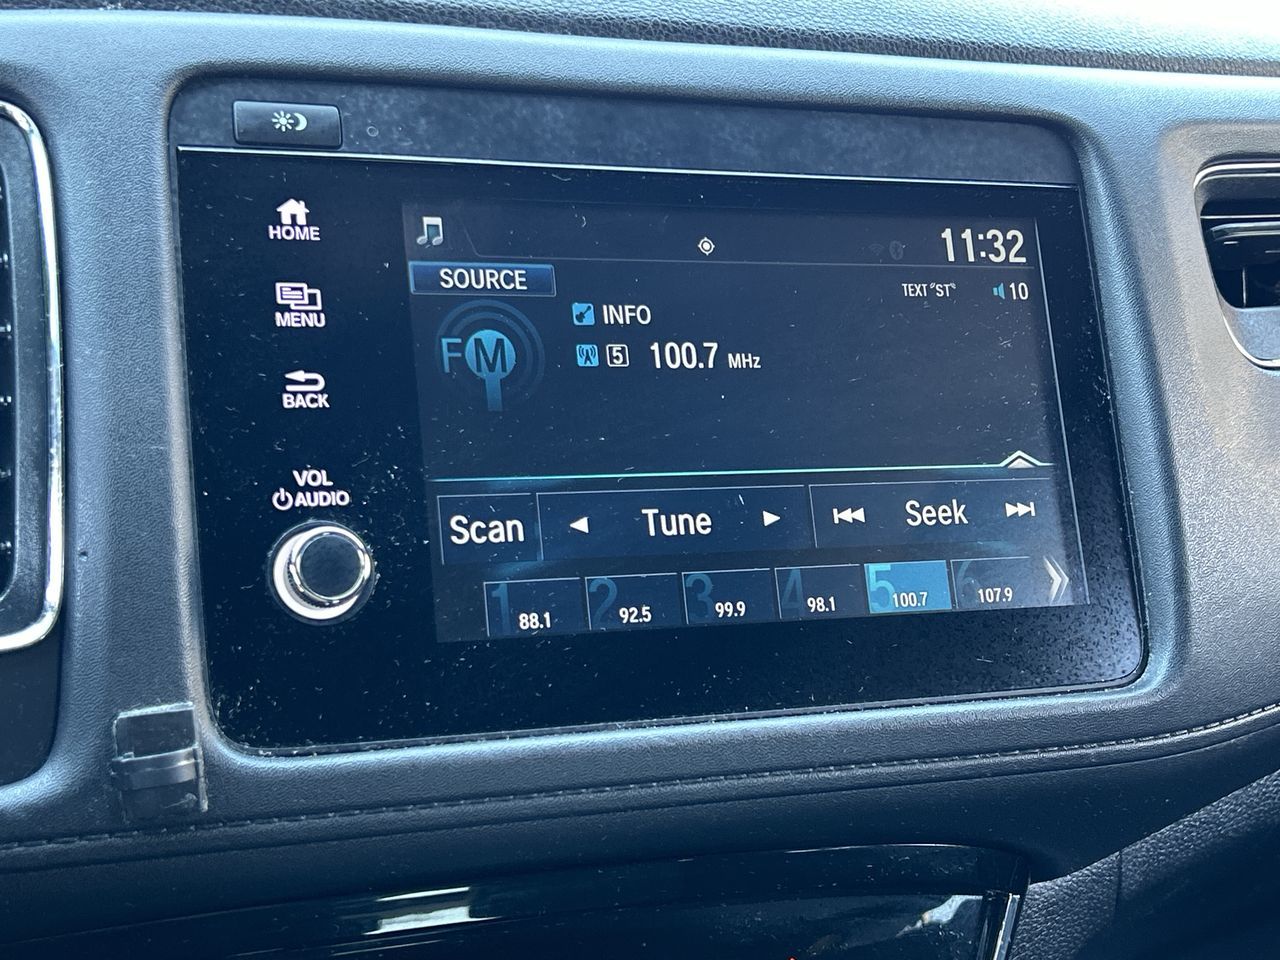 HOME
MENU
BACK
VOL
AUDIO
11:32
SOURCE
TEXT "ST"
10
FM
INFO
5 100.7 MHz
Scan
Tune
Seek
1 88.1
2 92.5
3 99.9
4 98.1
5 100.7
6 107.9